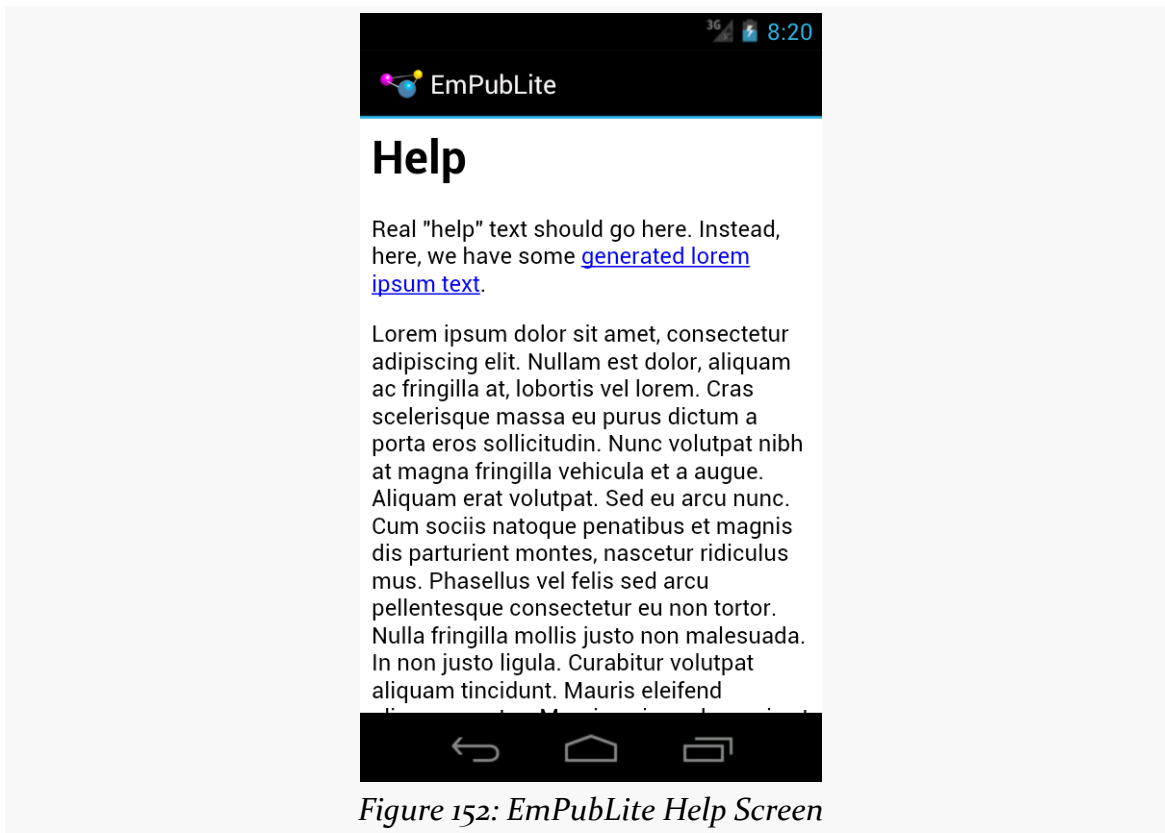 3G 8:20
EmPubLite
Help
Real "help" text should go here. Instead,
here, we have some generated lorem
ipsum text.
Lorem ipsum dolor sit amet, consectetur
adipiscing elit. Nullam est dolor, aliquam
ac fringilla at, lobortis vel lorem. Cras
scelerisque massa eu purus dictum a
porta eros sollicitudin. Nunc volutpat nibh
at magna fringilla vehicula et a augue.
Aliquam erat volutpat. Sed eu arcu nunc.
Cum sociis natoque penatibus et magnis
dis parturient montes, nascetur ridiculus
mus. Phasellus vel felis sed arcu
pellentesque consectetur eu non tortor.
Nulla fringilla mollis justo non malesuada.
In non justo ligula. Curabitur volutpat
aliquam tincidunt. Mauris eleifend
Figure 152: EmPubLite Help Screen